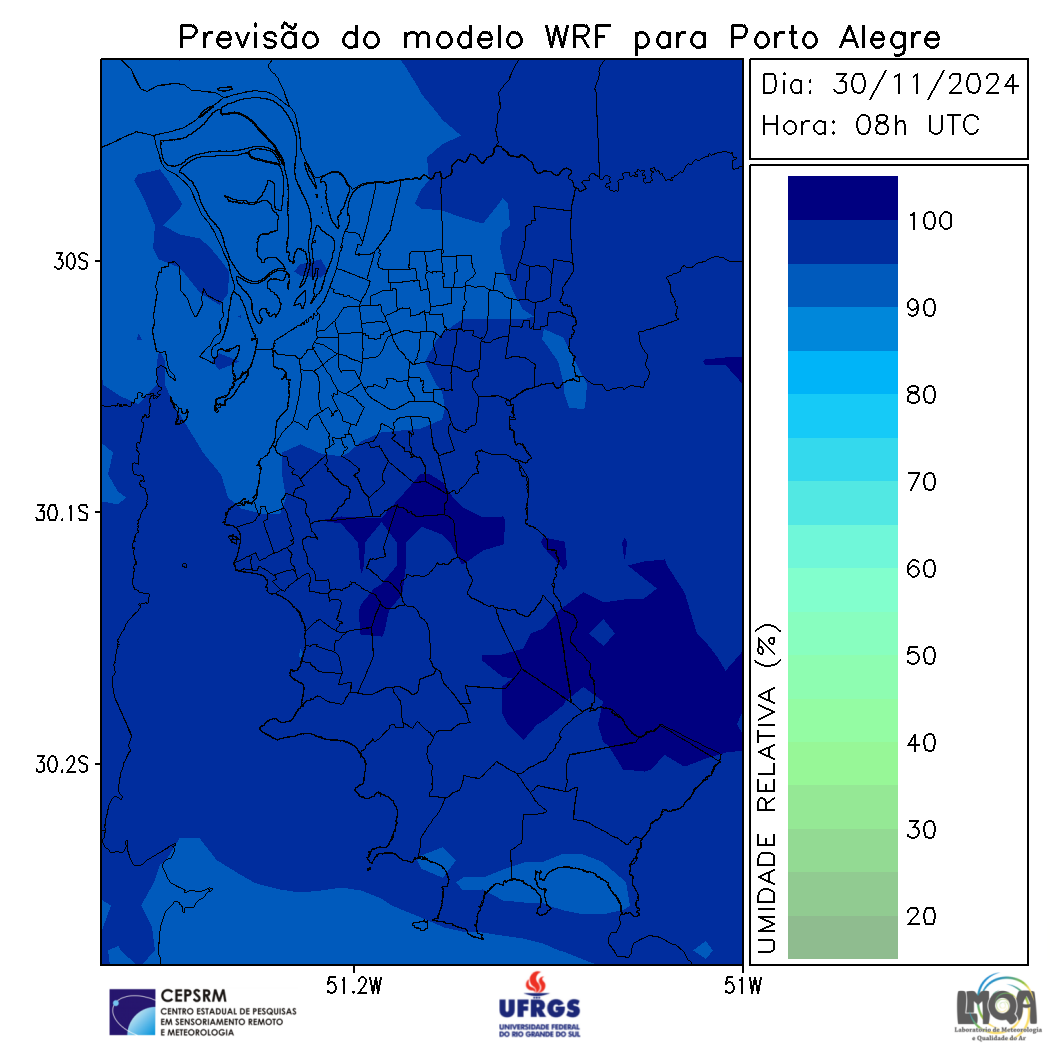 Previsão do modelo WRF para Porto Alegre
Dia: 30/11/2024
Hora: 08h UTC
30S
30.1S
30.2S
51.2W
51W
100
90
80
70
60
50
40
30
20
UMIDADE RELATIVA (%)
CEPSRM
CENTRO ESTADUAL DE PESQUISAS
EM SENSORIAMENTO REMOTO
E METEOROLOGIA
UFRGS
UNIVERSIDADE FEDERAL
DO RIO GRANDE DO SUL
LMQA
Laboratório de Meteorologia
e Qualidade do Ar